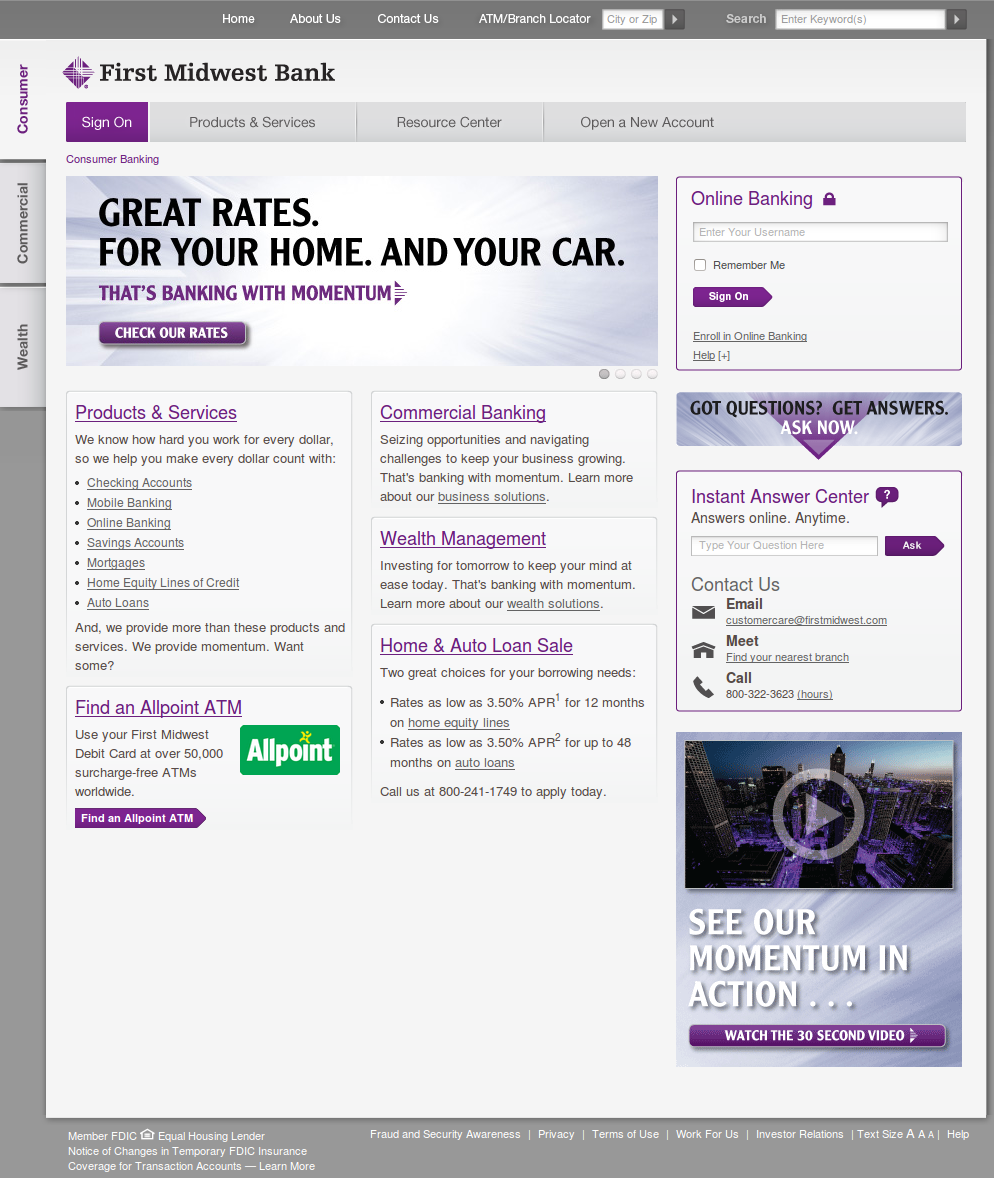 Home
About Us
Contact Us
ATM/Branch Locator
City or Zip
Search
Enter Keyword(s)
Consumer
Commercial
Wealth
First Midwest Bank
Sign On
Products & Services
Resource Center
Open a New Account
Consumer Banking
GREAT RATES.
FOR YOUR HOME. AND YOUR CAR.
THAT'S BANKING WITH MOMENTUM
CHECK OUR RATES
Products & Services
We know how hard you work for every dollar,
so we help you make every dollar count with:
• Checking Accounts
• Mobile Banking
• Online Banking
• Savings Accounts
• Mortgages
• Home Equity Lines of Credit
• Auto Loans
And, we provide more than these products and
services. We provide momentum. Want
some?
Find an Allpoint ATM
Use your First Midwest
Debit Card at over 50,000
surcharge-free ATMs
worldwide.
Allpoint
Find an Allpoint ATM
Commercial Banking
Seizing opportunities and navigating
challenges to keep your business growing.
That's banking with momentum. Learn more
about our business solutions.
Wealth Management
Investing for tomorrow to keep your mind at
ease today. That's banking with momentum.
Learn more about our wealth solutions.
Home & Auto Loan Sale
Two great choices for your borrowing needs:
• Rates as low as 3.50% APR1 for 12 months
on home equity lines
• Rates as low as 3.50% APR2 for up to 48
months on auto loans
Call us at 800-241-1749 to apply today.
Online Banking
Enter Your Username
Remember Me
Sign On
Enroll in Online Banking
Help [+]
GOT QUESTIONS? GET ANSWERS.
ASK NOW.
Instant Answer Center ?
Answers online. Anytime.
Type Your Question Here
Ask
Contact Us
Email
customercare@firstmidwest.com
Meet
Find your nearest branch
Call
800-322-3623 (hours)
SEE OUR
MOMENTUM IN
ACTION . . .
WATCH THE 30 SECOND VIDEO
Member FDIC Equal Housing Lender
Notice of Changes in Temporary FDIC Insurance
Coverage for Transaction Accounts — Learn More
Fraud and Security Awareness | Privacy | Terms of Use | Work For Us | Investor Relations | Text Size A A A | Help